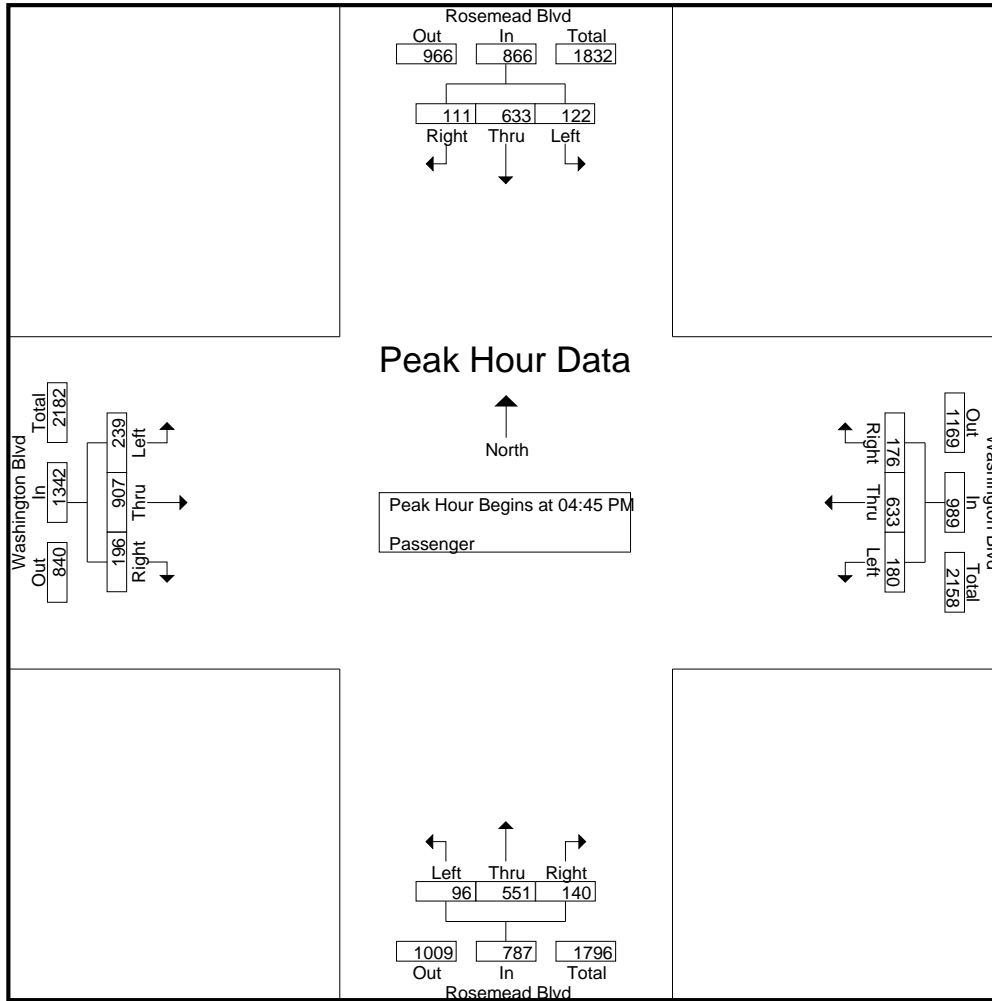 Rosemead Blvd
Out In Total
966 866 1832
111 633 122
Right Thru Left
Peak Hour Data
North
Peak Hour Begins at 04:45 PM
Passenger
Washington Blvd
Out In Total
840 1342 2182
196 907 239
Right Thru Left
Washington Blvd
Out In Total
1169 989 2158
176 633 180
Right Thru Left
Left Thru Right
96 551 140
1009 787 1796
Out In Total
Rosemead Blvd